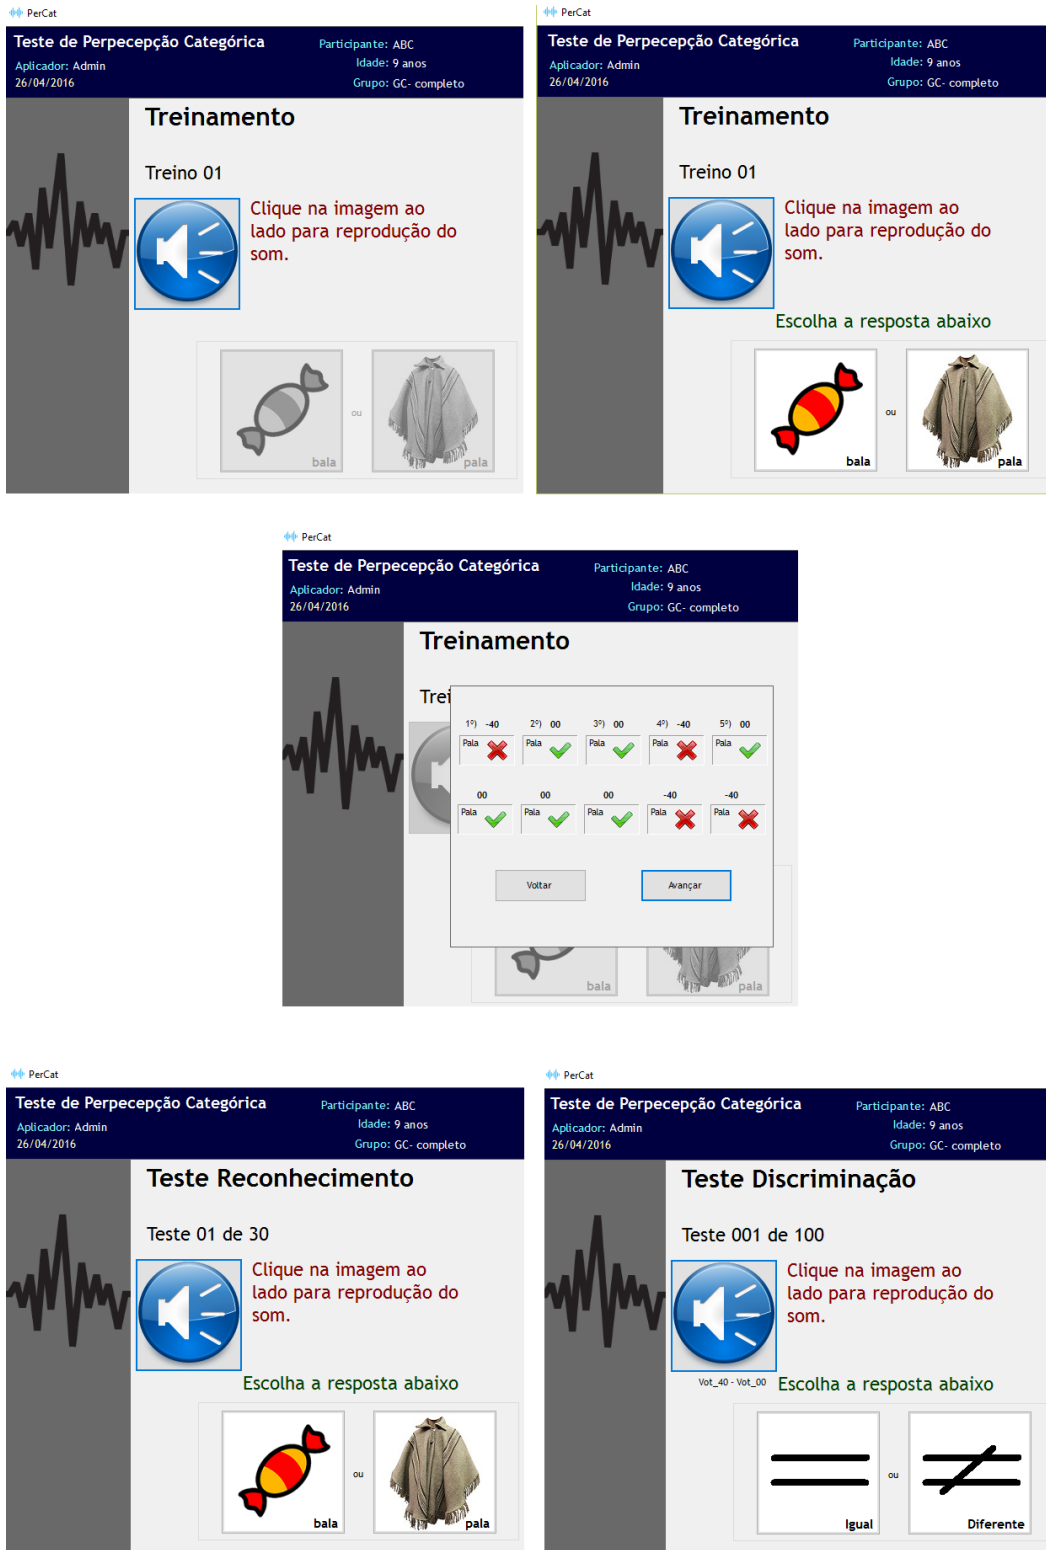 PerCat
Teste de Perpecepção Categórica
Participante: ABC
Aplicador: Admin
Idade: 9 anos
26/04/2016
Grupo: GC- completo
Treinamento
Treino 01
Clique na imagem ao
lado para reprodução do
som.
ou
bala
pala
PerCat
Teste de Perpecepção Categórica
Participante: ABC
Aplicador: Admin
Idade: 9 anos
26/04/2016
Grupo: GC- completo
Treinamento
Treino 01
Clique na imagem ao
lado para reprodução do
som.
Escolha a resposta abaixo
ou
bala
pala
PerCat
Teste de Perpecepção Categórica
Participante: ABC
Aplicador: Admin
Idade: 9 anos
26/04/2016
Grupo: GC- completo
Treinamento
Trei
1º) -40 2º) 00 3º) 00 4º) -40 5º) 00
Pala Pala Pala Pala Pala
00 00 00 -40 -40
Pala Pala Pala Pala Pala
Voltar Avançar
bala pala
PerCat
Teste de Perpecepção Categórica
Participante: ABC
Aplicador: Admin
Idade: 9 anos
26/04/2016
Grupo: GC- completo
Teste Reconhecimento
Teste 01 de 30
Clique na imagem ao
lado para reprodução do
som.
Escolha a resposta abaixo
ou
bala
pala
PerCat
Teste de Perpecepção Categórica
Participante: ABC
Aplicador: Admin
Idade: 9 anos
26/04/2016
Grupo: GC- completo
Teste Discriminação
Teste 001 de 100
Clique na imagem ao
lado para reprodução do
som.
Vot_40 - Vot_00
Escolha a resposta abaixo
ou
Igual
Diferente